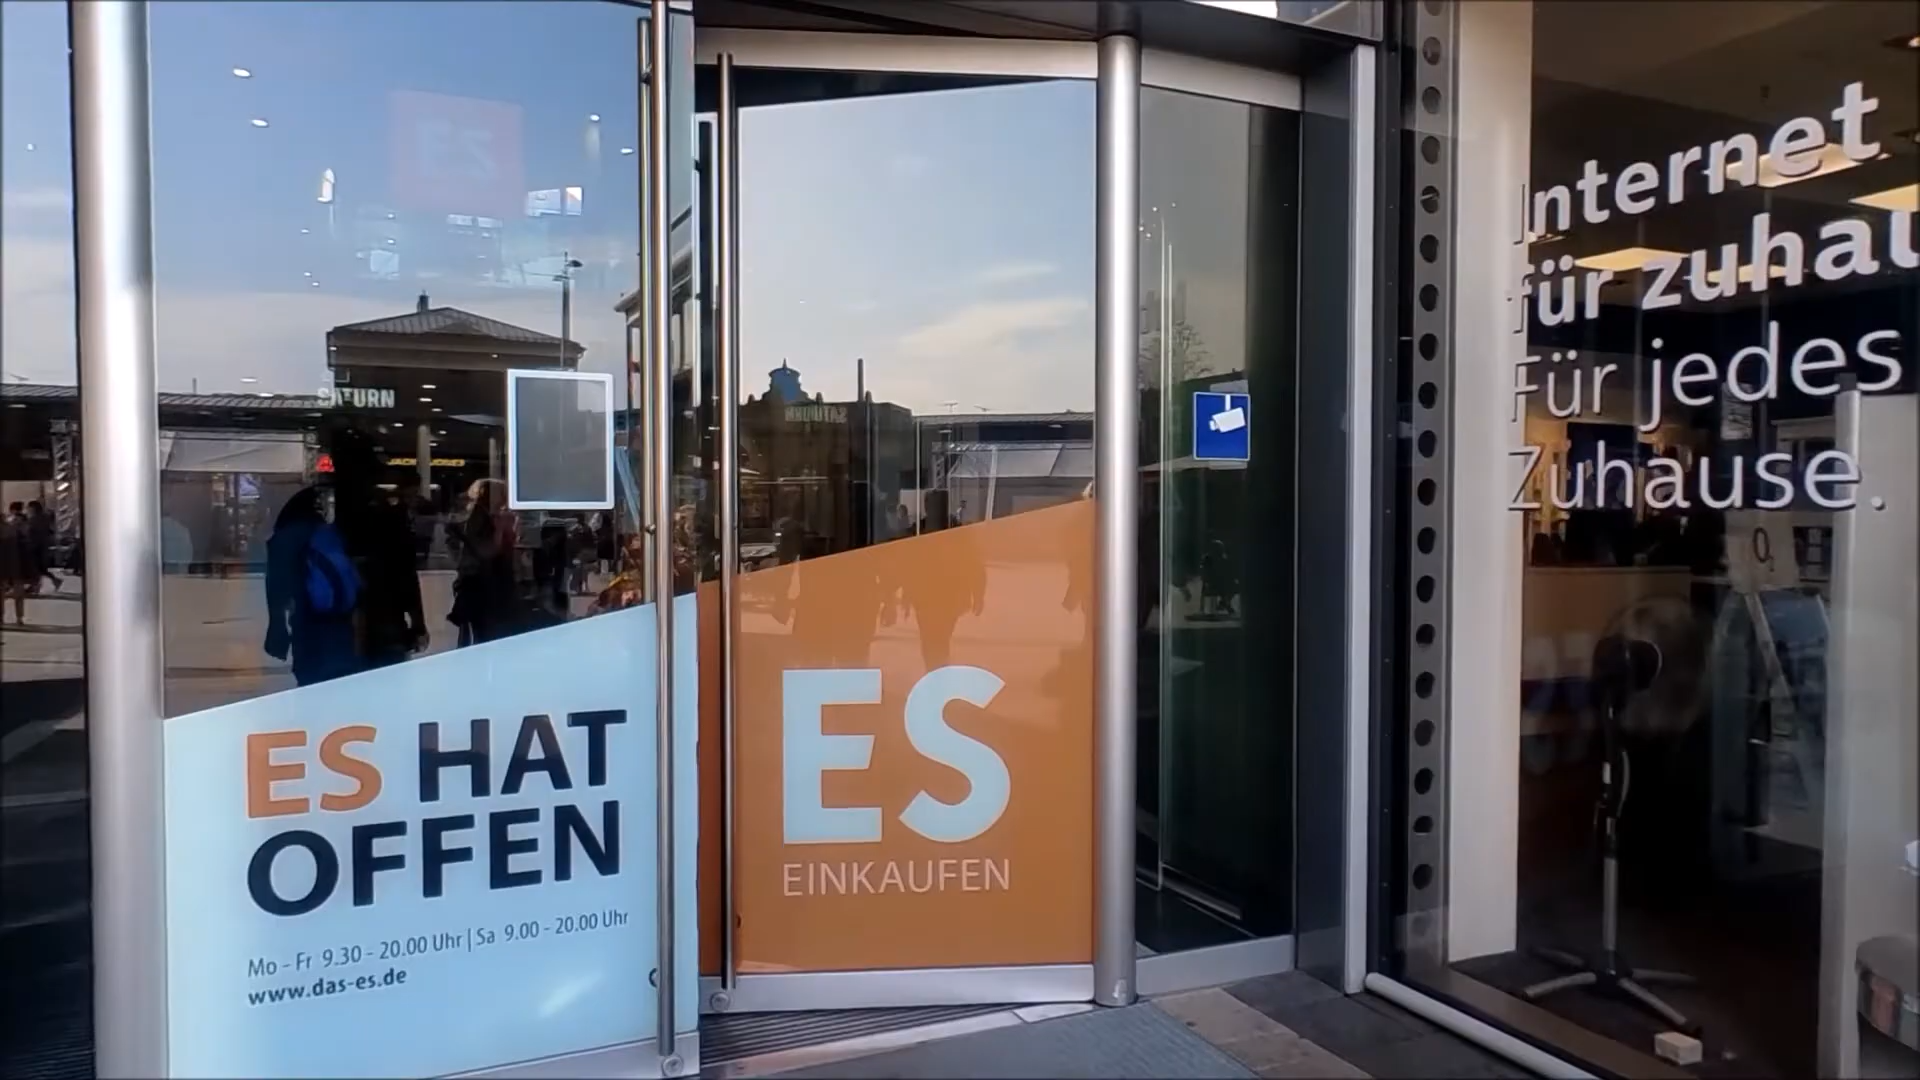 ES
SATURN
ES HAT
OFFEN
Mo - Fr 9.30 - 20.00 Uhr | Sa 9.00 - 20.00 Uhr
www.das-es.de
ES
EINKAUFEN
Internet
für zuhau
Für jedes
Zuhause.